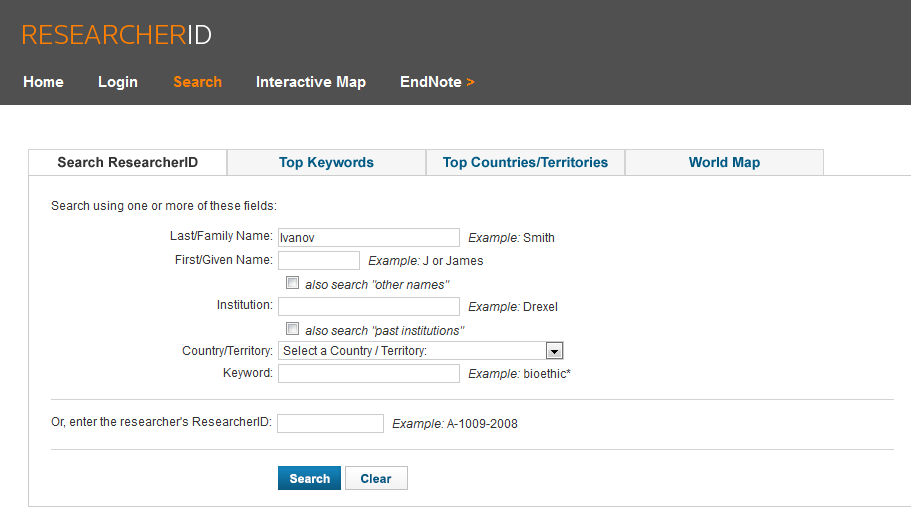 RESEARCHERID
Home Login Search Interactive Map EndNote >
Search ResearcherID Top Keywords Top Countries/Territories World Map
Search using one or more of these fields:
Last/Family Name: Ivanov Example: Smith
First/Given Name: Example: J or James
also search "other names"
Institution: Example: Drexel
also search "past institutions"
Country/Territory: Select a Country / Territory:
Keyword: Example: bioethic*
Or, enter the researcher's ResearcherID: Example: A-1009-2008
Search Clear